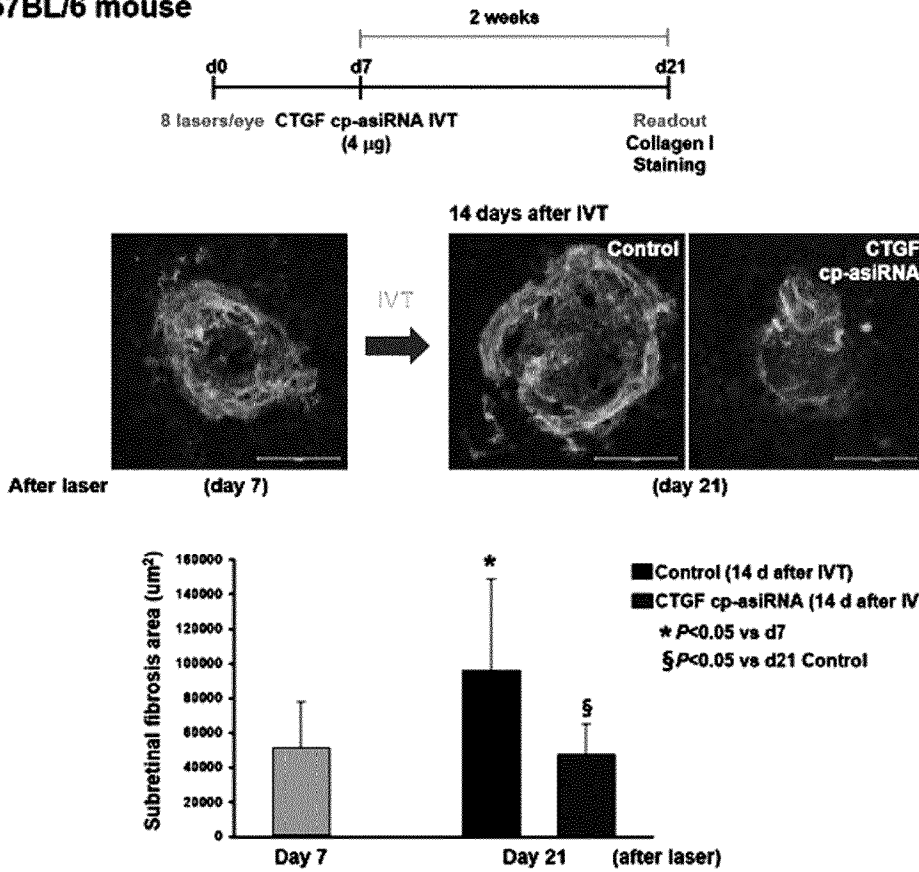 57BL/6 mouse
2 weeks
d0 d7 d21
8 lasers/eye CTGF cp-asiRNA IVT Readout
(4 μg) Collagen I
Staining
14 days after IVT
Control CTGF
cp-asiRNA
IVT
After laser (day 7) (day 21)
Subretinal fibrosis area (um²)
160000
140000
120000
100000
80000
60000
40000
20000
0
*
§
Control (14 d after IVT)
CTGF cp-asiRNA (14 d after IV
* P<0.05 vs d7
§ P<0.05 vs d21 Control
Day 7 Day 21 (after laser)